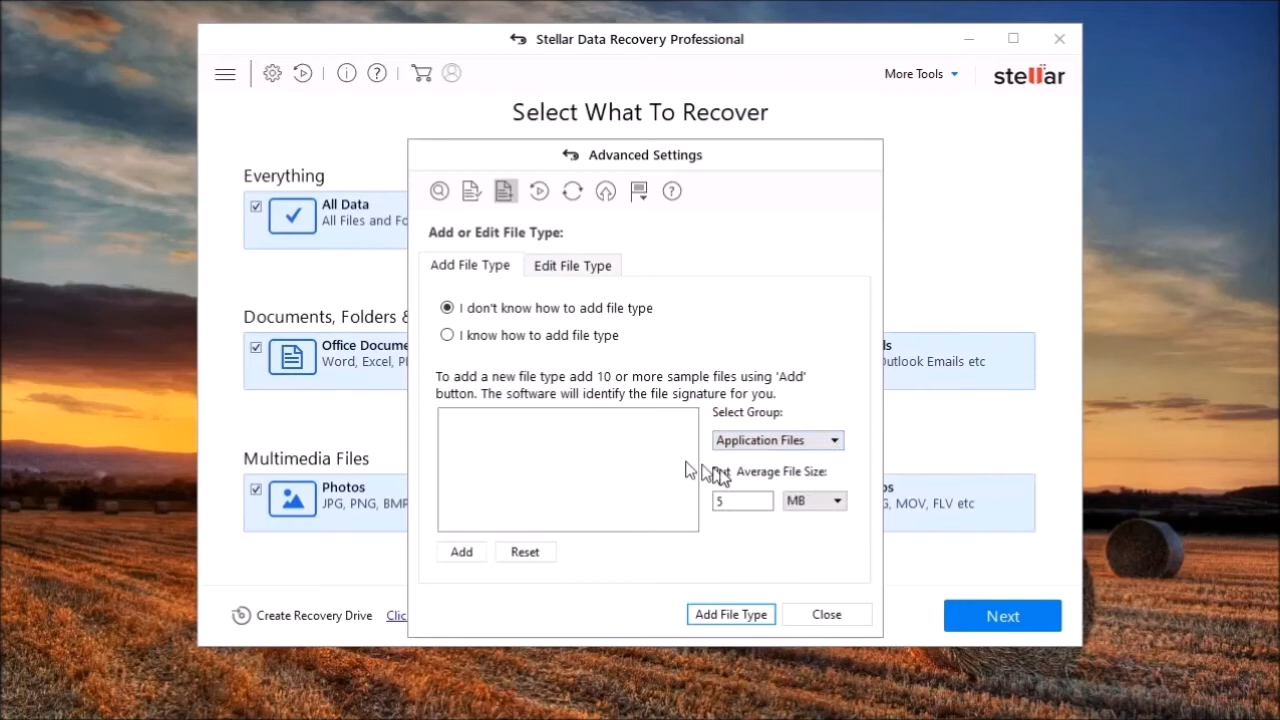 Stellar Data Recovery Professional
More Tools
stellar
Select What To Recover
Everything
All Data
All Files and Fo
Documents, Folders &
Office Docume
Word, Excel, P
ls
Outlook Emails etc
Multimedia Files
Photos
JPG, PNG, BMP
os
G, MOV, FLV etc
Create Recovery Drive
Clic
Next
Advanced Settings
Add or Edit File Type:
Add File Type
Edit File Type
I don't know how to add file type
I know how to add file type
To add a new file type add 10 or more sample files using 'Add'
button. The software will identify the file signature for you.
Select Group:
Application Files
Average File Size:
5
MB
Add
Reset
Add File Type
Close